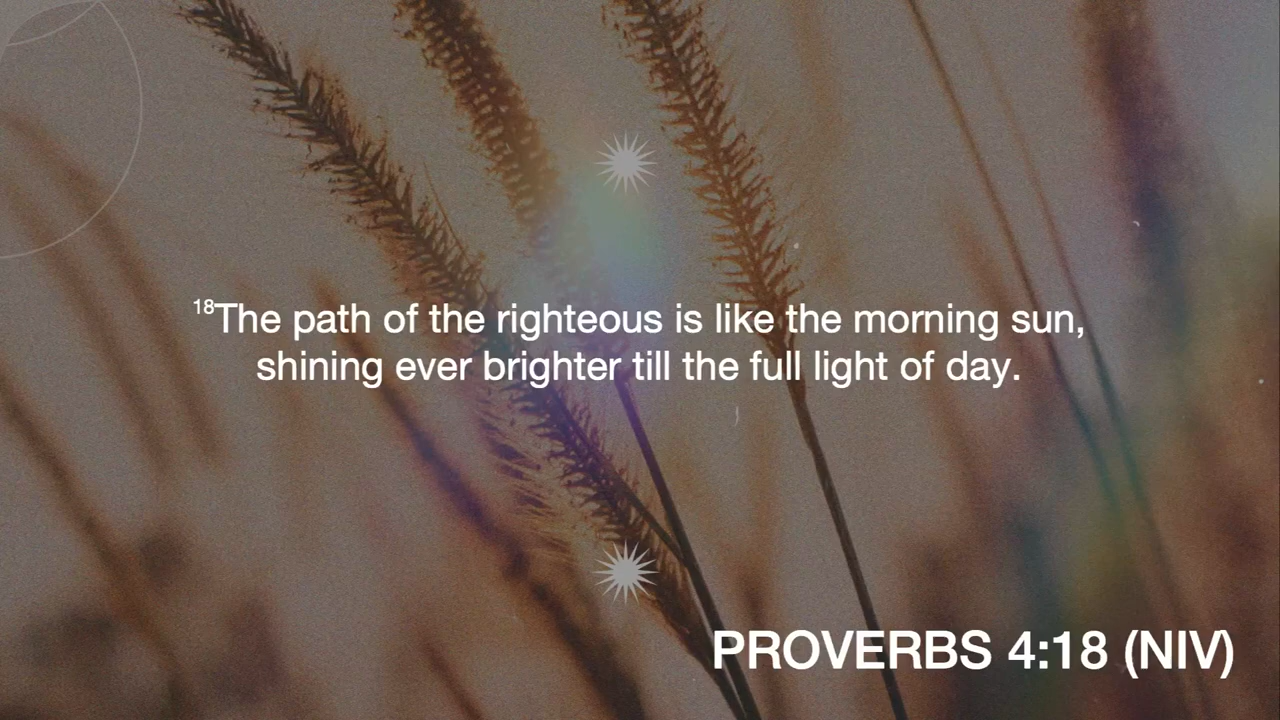 ¹⁸The path of the righteous is like the morning sun,
shining ever brighter till the full light of day.
PROVERBS 4:18 (NIV)